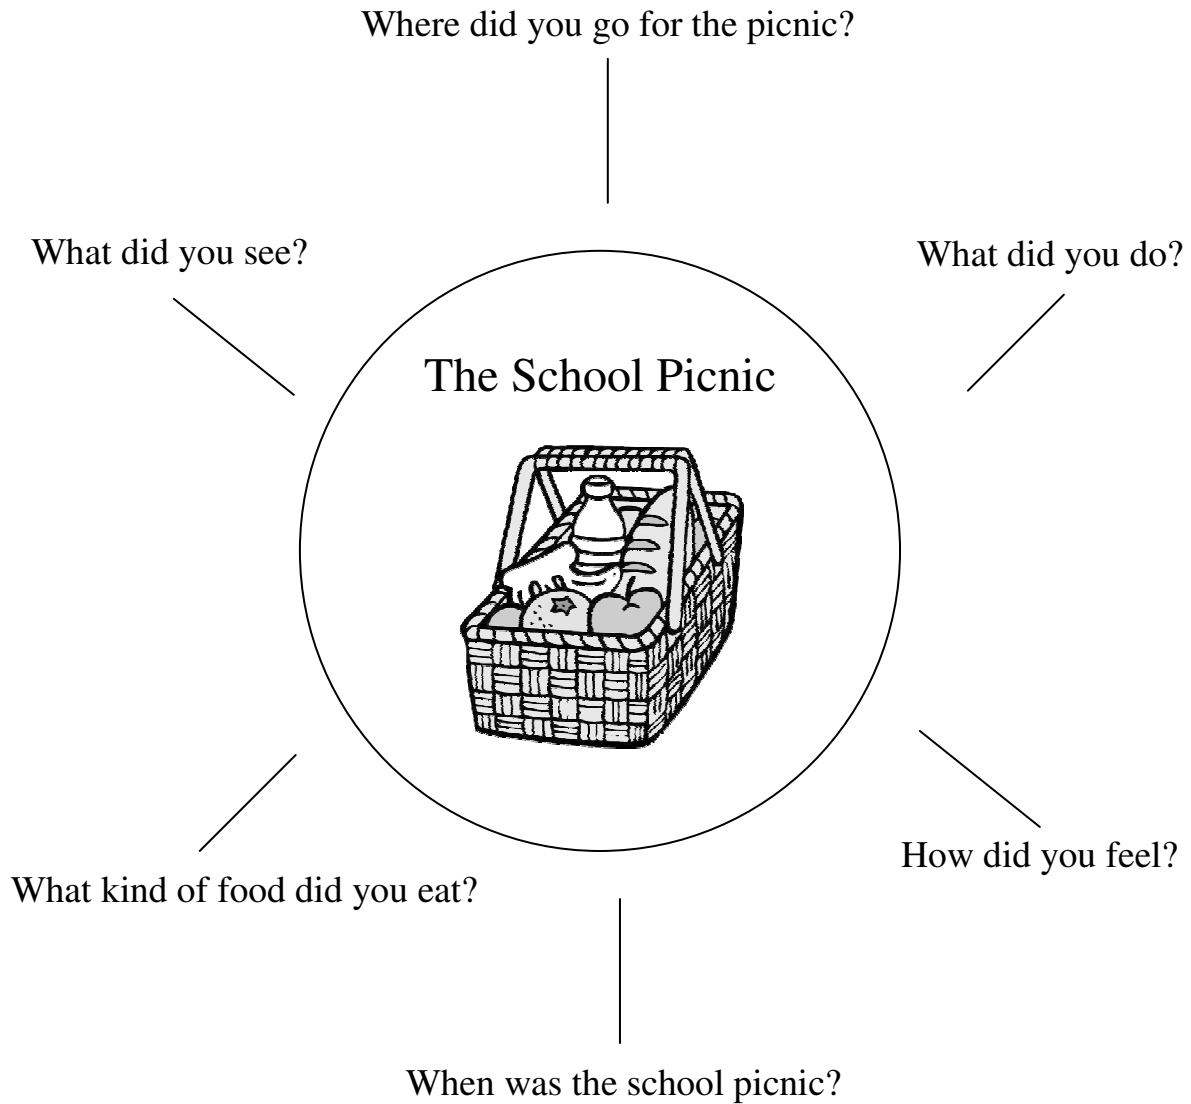 Where did you go for the picnic?
What did you see?
What did you do?
The School Picnic
How did you feel?
What kind of food did you eat?
When was the school picnic?